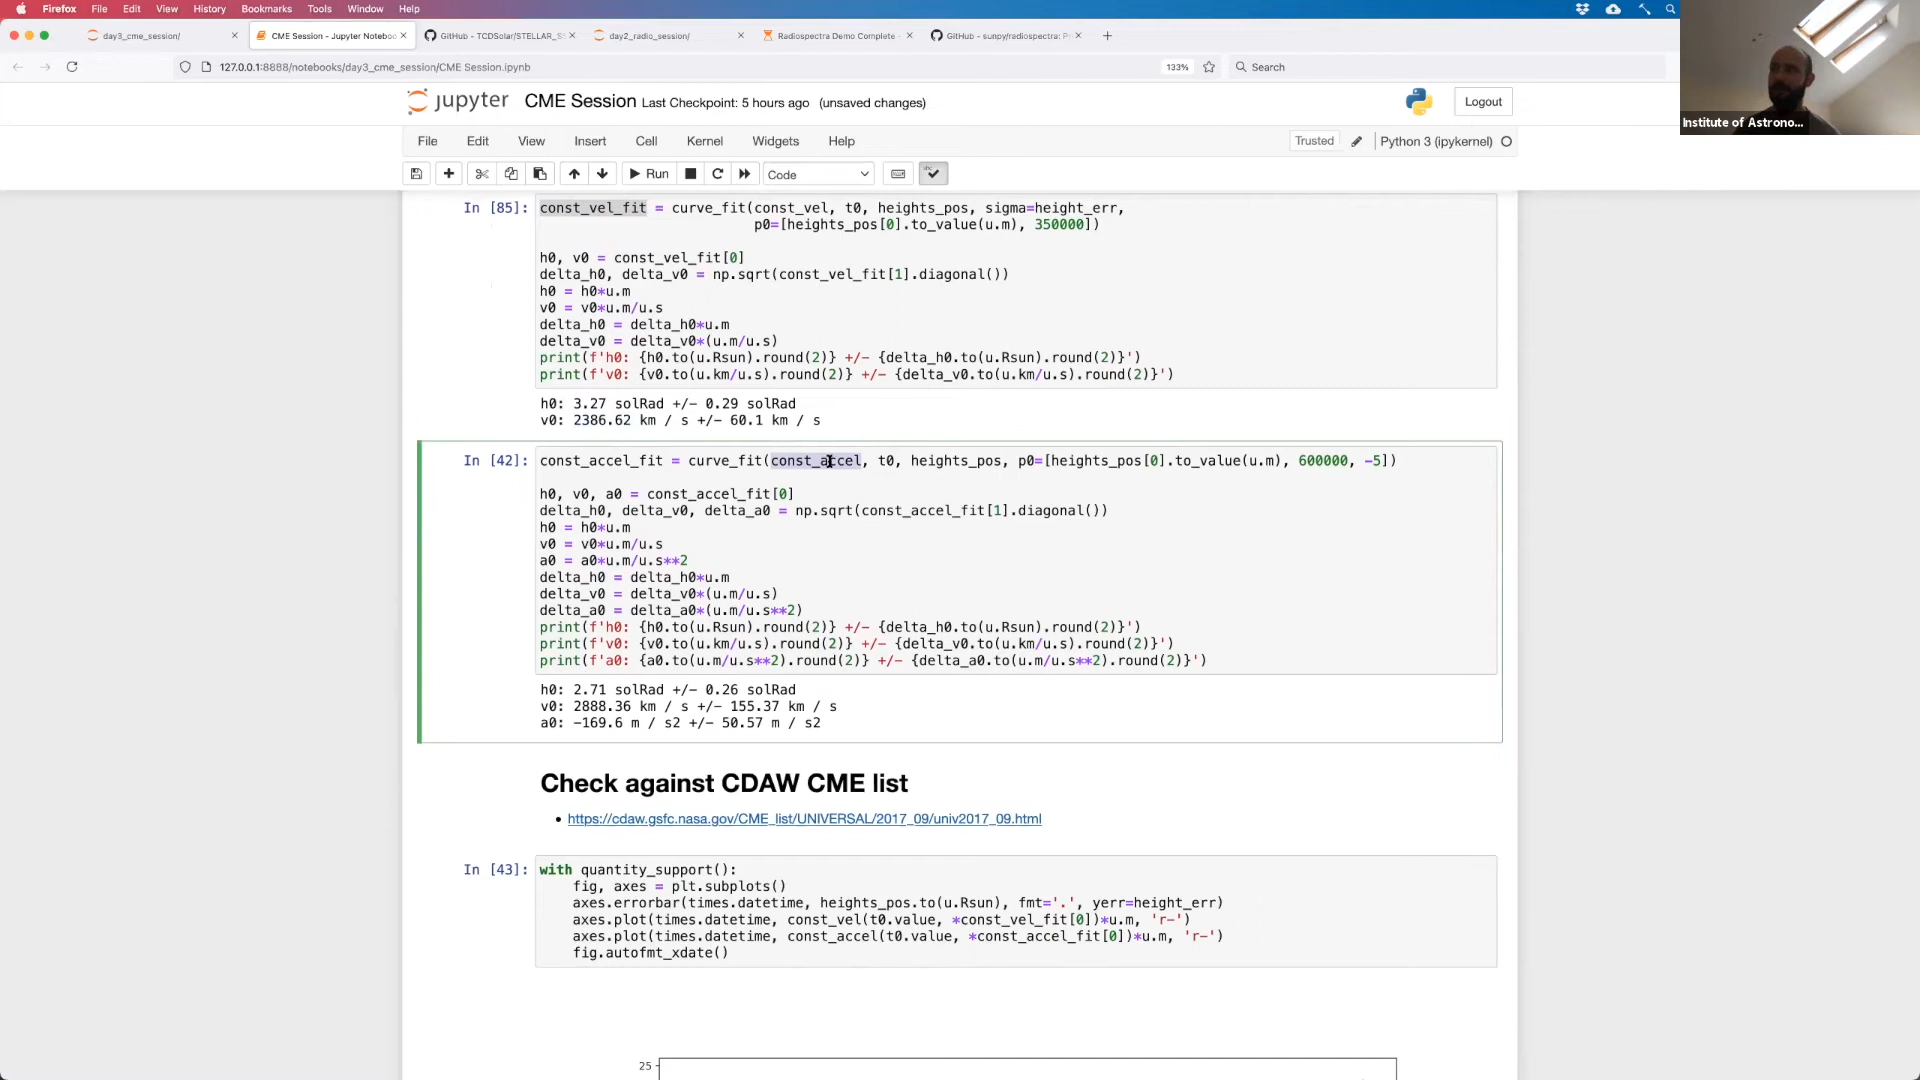 Firefox File Edit View History Bookmarks Tools Window Help
day3_cme_session/ CME Session - Jupyter Noteboo GitHub - TCDSolar/STELLAR_S day2_radio_session/ Radiospectra Demo Complete - GitHub - sunpy/radiospectra: P
127.0.0.1:8888/notebooks/day3_cme_session/CME Session.ipynb 133% Search
Institute of Astrono...
jupyter CME Session Last Checkpoint: 5 hours ago (unsaved changes) Logout
File Edit View Insert Cell Kernel Widgets Help Trusted Python 3 (ipykernel)
Run Code
In [85]: const_vel_fit = curve_fit(const_vel, t0, heights_pos, sigma=height_err,
p0=[heights_pos[0].to_value(u.m), 350000])
h0, v0 = const_vel_fit[0]
delta_h0, delta_v0 = np.sqrt(const_vel_fit[1].diagonal())
h0 = h0*u.m
v0 = v0*u.m/u.s
delta_h0 = delta_h0*u.m
delta_v0 = delta_v0*(u.m/u.s)
print(f'h0: {h0.to(u.Rsun).round(2)} +/- {delta_h0.to(u.Rsun).round(2)}')
print(f'v0: {v0.to(u.km/u.s).round(2)} +/- {delta_v0.to(u.km/u.s).round(2)}')
h0: 3.27 solRad +/- 0.29 solRad
v0: 2386.62 km / s +/- 60.1 km / s
In [42]: const_accel_fit = curve_fit(const_accel, t0, heights_pos, p0=[heights_pos[0].to_value(u.m), 600000, -5])
h0, v0, a0 = const_accel_fit[0]
delta_h0, delta_v0, delta_a0 = np.sqrt(const_accel_fit[1].diagonal())
h0 = h0*u.m
v0 = v0*u.m/u.s
a0 = a0*u.m/u.s**2
delta_h0 = delta_h0*u.m
delta_v0 = delta_v0*(u.m/u.s)
delta_a0 = delta_a0*(u.m/u.s**2)
print(f'h0: {h0.to(u.Rsun).round(2)} +/- {delta_h0.to(u.Rsun).round(2)}')
print(f'v0: {v0.to(u.km/u.s).round(2)} +/- {delta_v0.to(u.km/u.s).round(2)}')
print(f'a0: {a0.to(u.m/u.s**2).round(2)} +/- {delta_a0.to(u.m/u.s**2).round(2)}')
h0: 2.71 solRad +/- 0.26 solRad
v0: 2888.36 km / s +/- 155.37 km / s
a0: -169.6 m / s2 +/- 50.57 m / s2
Check against CDAW CME list
• https://cdaw.gsfc.nasa.gov/CME_list/UNIVERSAL/2017_09/univ2017_09.html
In [43]: with quantity_support():
fig, axes = plt.subplots()
axes.errorbar(times.datetime, heights_pos.to(u.Rsun), fmt='.', yerr=height_err)
axes.plot(times.datetime, const_vel(t0.value, *const_vel_fit[0])*u.m, 'r-')
axes.plot(times.datetime, const_accel(t0.value, *const_accel_fit[0])*u.m, 'r-')
fig.autofmt_xdate()
25